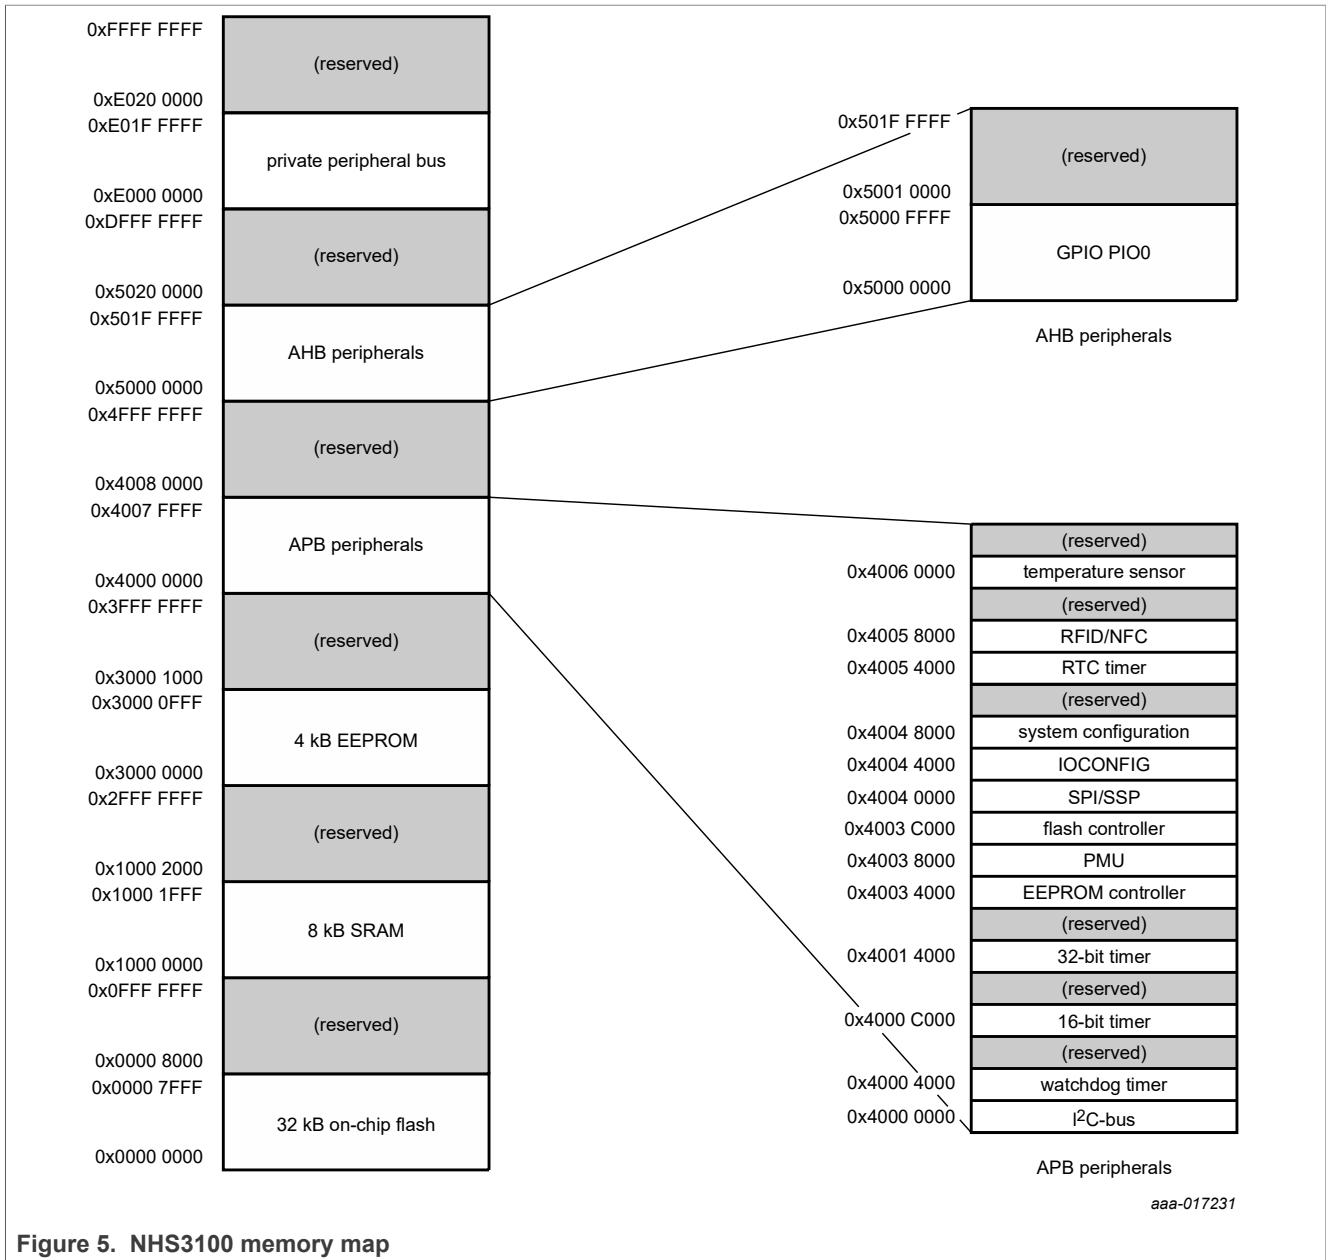 0xFFFF FFFF
(reserved)
0xE020 0000
0xE01F FFFF
private peripheral bus
0xE000 0000
0xDFFF FFFF
(reserved)
0x5020 0000
0x501F FFFF
AHB peripherals
0x5000 0000
0x4FFF FFFF
(reserved)
0x4008 0000
0x4007 FFFF
APB peripherals
0x4000 0000
0x3FFF FFFF
(reserved)
0x3000 1000
0x3000 0FFF
4 kB EEPROM
0x3000 0000
0x2FFF FFFF
(reserved)
0x1000 2000
0x1000 1FFF
8 kB SRAM
0x1000 0000
0x0FFF FFFF
(reserved)
0x0000 8000
0x0000 7FFF
32 kB on-chip flash
0x0000 0000
0x501F FFFF
(reserved)
0x5001 0000
0x5000 FFFF
GPIO PIO0
0x5000 0000
AHB peripherals
(reserved)
0x4006 0000 temperature sensor
(reserved)
0x4005 8000 RFID/NFC
0x4005 4000 RTC timer
(reserved)
0x4004 8000 system configuration
0x4004 4000 IOCONFIG
0x4004 0000 SPI/SSP
0x4003 C000 flash controller
0x4003 8000 PMU
0x4003 4000 EEPROM controller
(reserved)
0x4001 4000 32-bit timer
(reserved)
0x4000 C000 16-bit timer
(reserved)
0x4000 4000 watchdog timer
0x4000 0000 I²C-bus
APB peripherals
aaa-017231
Figure 5. NHS3100 memory map